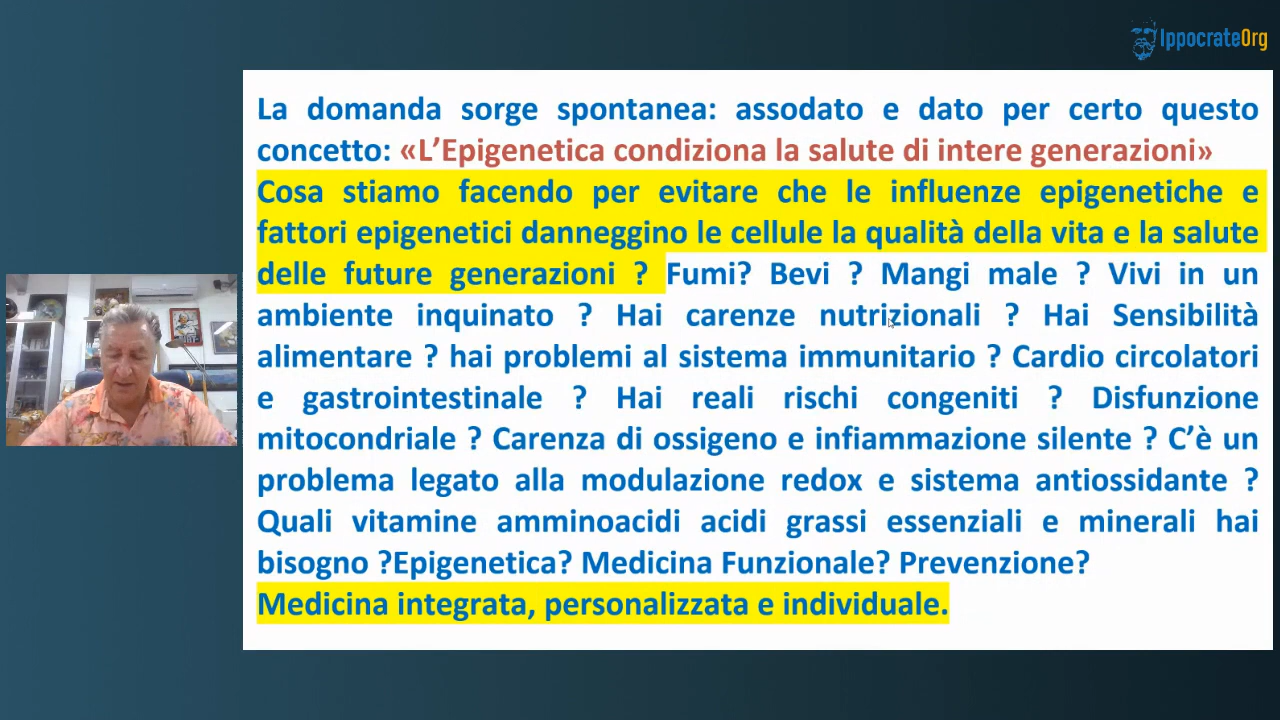 IppocrateOrg
La domanda sorge spontanea: assodato e dato per certo questo
concetto: «L’Epigenetica condiziona la salute di intere generazioni»
Cosa stiamo facendo per evitare che le influenze epigenetiche e
fattori epigenetici danneggino le cellule la qualità della vita e la salute
delle future generazioni ? Fumi? Bevi ? Mangi male ? Vivi in un
ambiente inquinato ? Hai carenze nutrizionali ? Hai Sensibilità
alimentare ? hai problemi al sistema immunitario ? Cardio circolatori
e gastrointestinale ? Hai reali rischi congeniti ? Disfunzione
mitocondriale ? Carenza di ossigeno e infiammazione silente ? C’è un
problema legato alla modulazione redox e sistema antiossidante ?
Quali vitamine amminoacidi acidi grassi essenziali e minerali hai
bisogno ?Epigenetica? Medicina Funzionale? Prevenzione?
Medicina integrata, personalizzata e individuale.